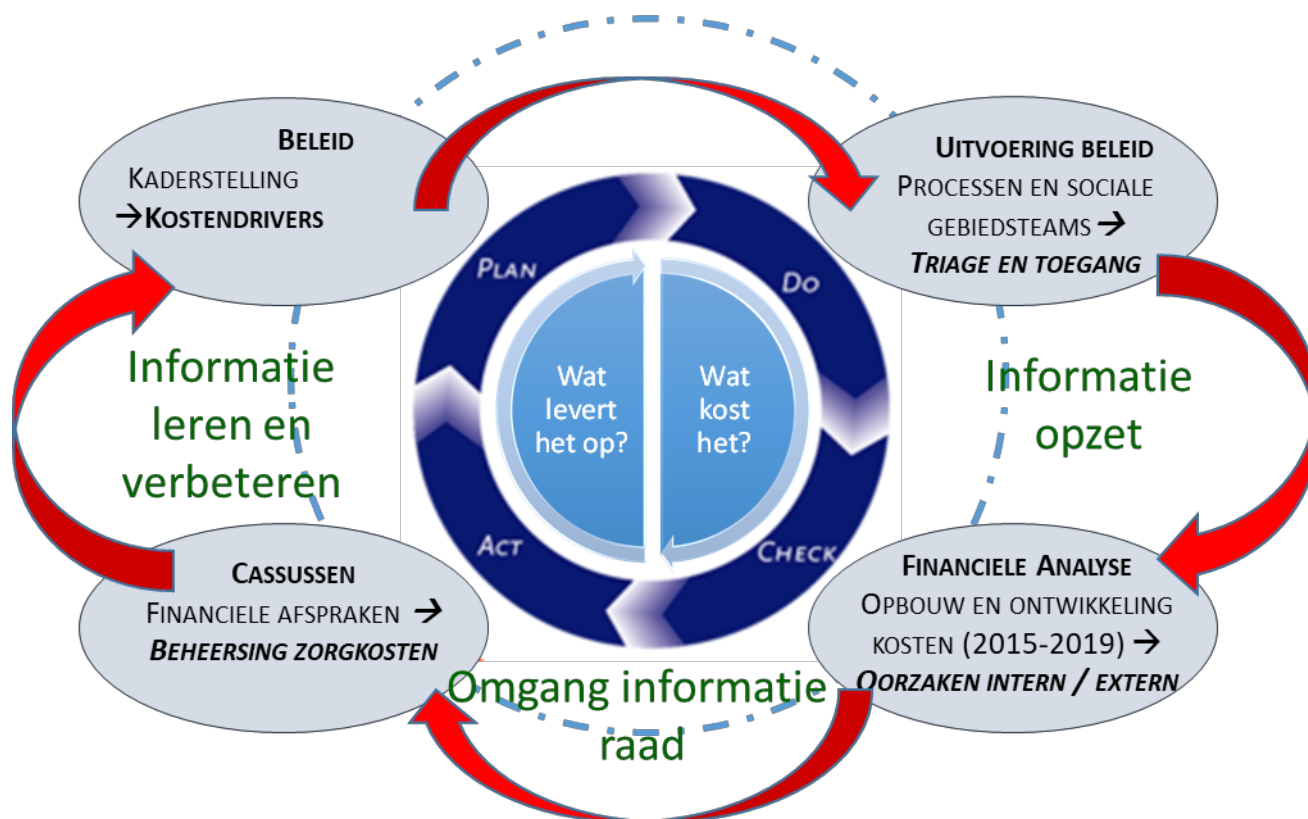 BELEID
KADERSTELLING
→KOSTENDRIVERS
UITVOERING BELEID
PROCESSEN EN SOCIALE
GEBIEDSTEAMS →
TRIAGE EN TOEGANG
PLAN
DO
Wat
levert
het op?
Wat
kost
het?
Informatie
leren en
verbeteren
Informatie
opzet
ACT
CHECK
CASSUSSEN
FINANCIELE AFSPRAKEN →
BEHEERSING ZORGKOSTEN
FINANCIELE ANALYSE
OPBOUW EN ONTWIKKELING
KOSTEN (2015-2019) →
OORZAKEN INTERN / EXTERN
Omgang informatie
raad